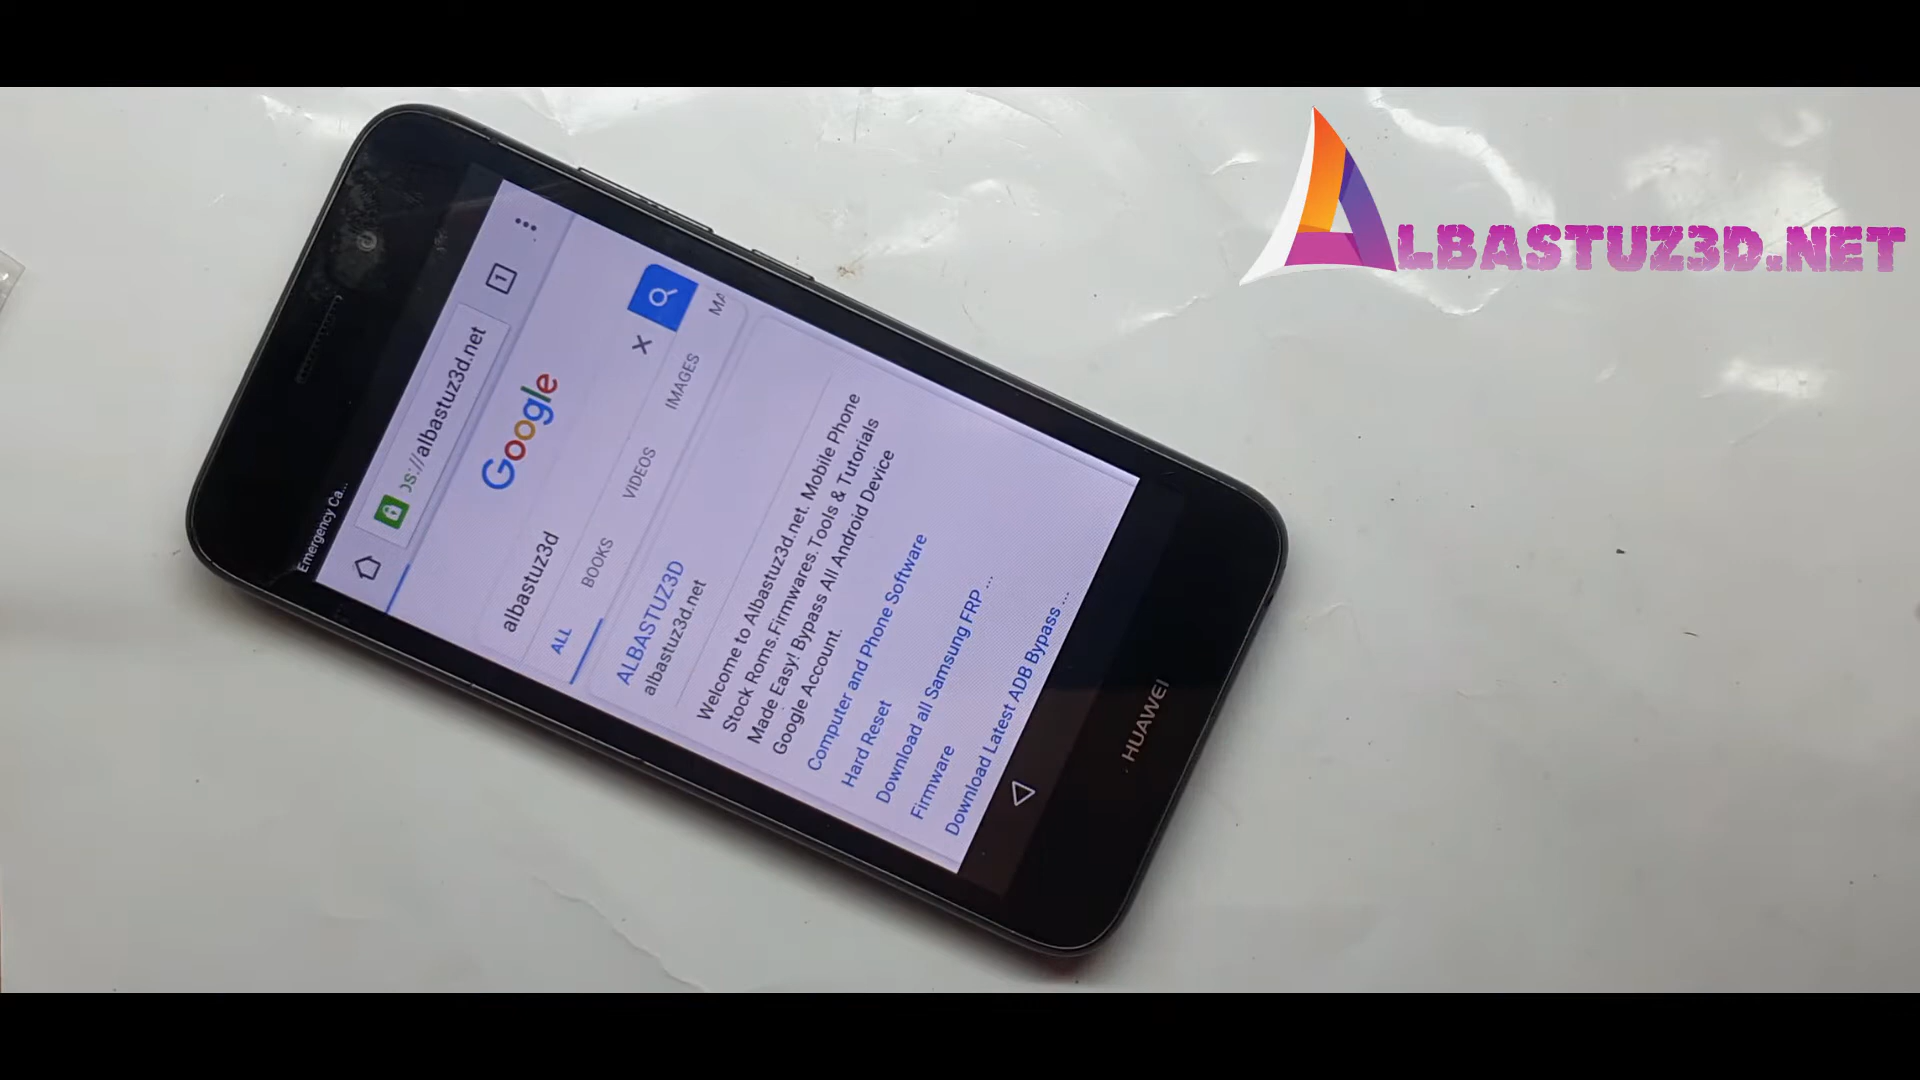 ALBASTUZ3D.NET
Emergency Ca...
os://albastuz3d.net
1
Google
albastuz3d
ALL BOOKS VIDEOS IMAGES MA
ALBASTUZ3D
albastuz3d.net
Welcome to Albastuz3d.net. Mobile Phone
Stock Roms.Firmwares.Tools & Tutorials
Made Easy! Bypass All Android Device
Google Account.
Computer and Phone Software
Hard Reset
Download all Samsung FRP ...
Firmware
Download Latest ADB Bypass ...
HUAWEI